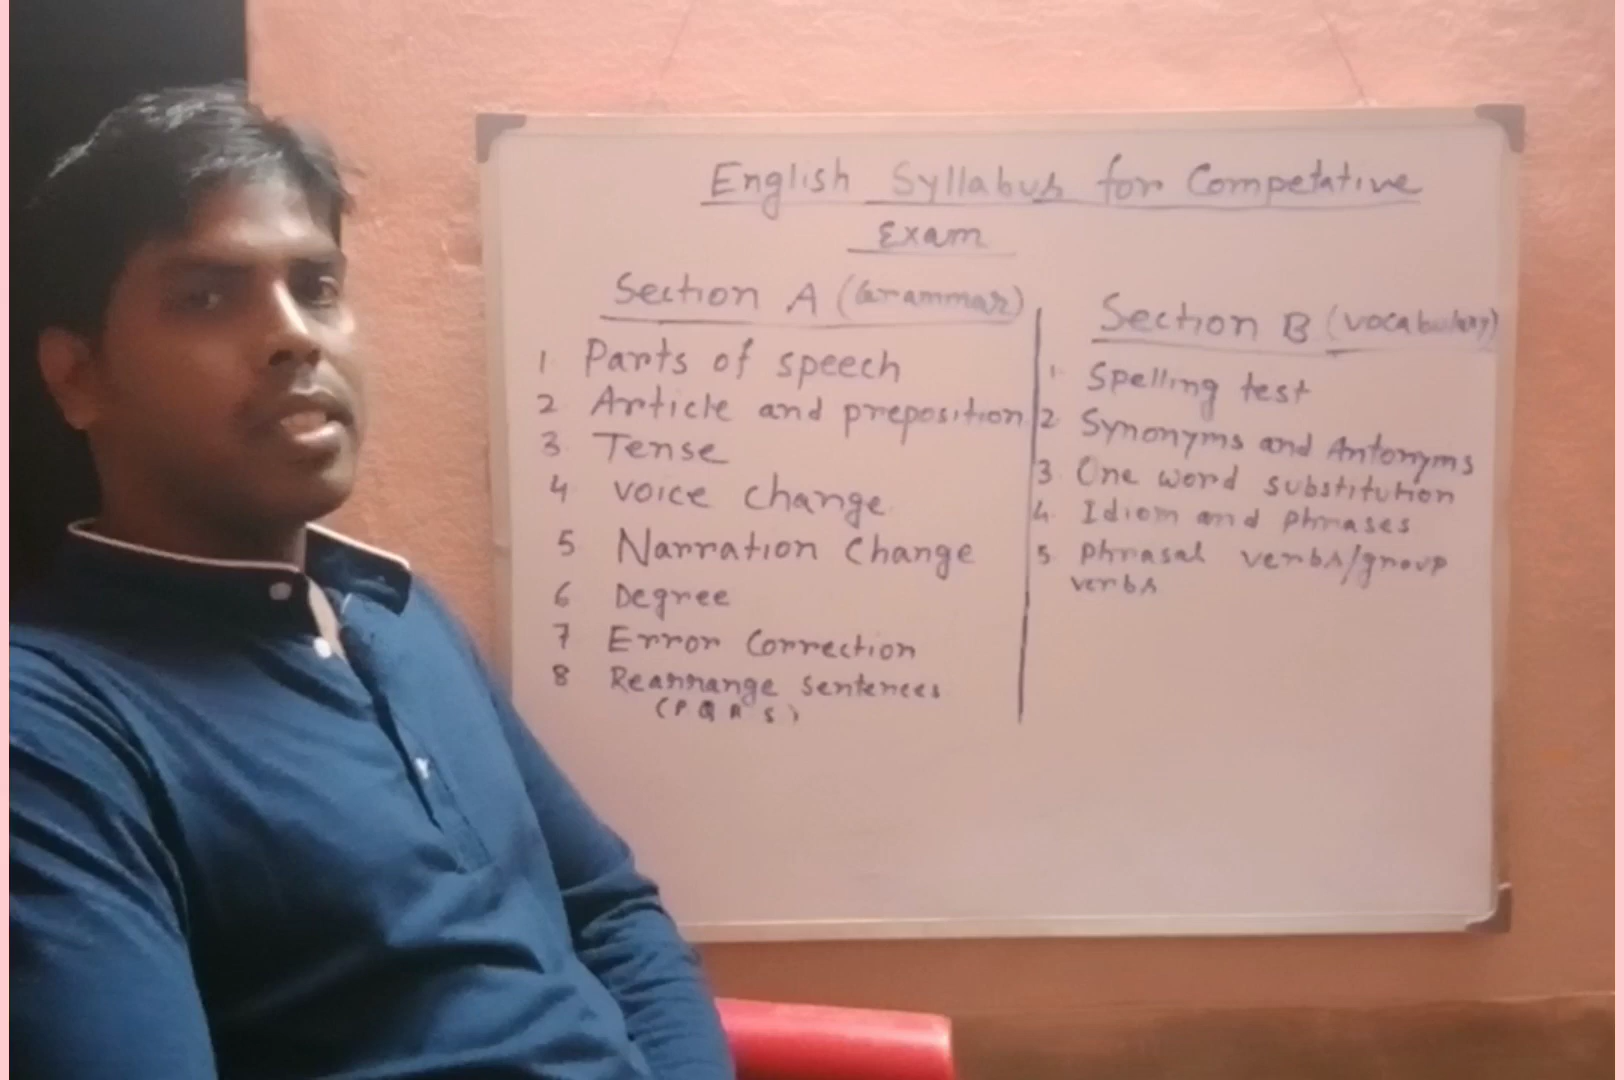 English Syllabus for Competative
Exam
Section A (Grammar)
1 Parts of speech
2 Article and preposition
3. Tense
4 voice change
5 Narration Change
6 Degree
7 Error Correction
8 Rearrange sentences
(P Q R S)
Section B (vocabulary)
1. Spelling test
2 Synonyms and Antonyms
3. One word substitution
4. Idiom and phrases
5. phrasal verbs/group
verbs